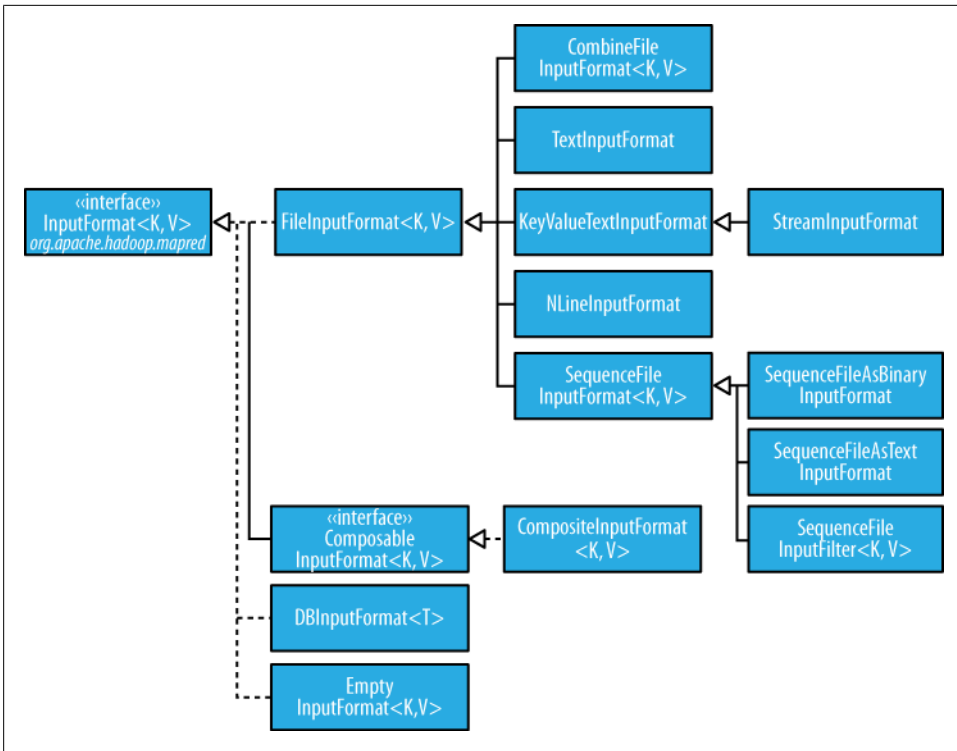 CombineFile
InputFormat<K, V>
TextInputFormat
‹‹interface››
InputFormat<K, V>
org.apache.hadoop.mapred
FileInputFormat<K, V>
KeyValueTextInputFormat
StreamInputFormat
NLineInputFormat
SequenceFile
InputFormat<K, V>
SequenceFileAsBinary
InputFormat
SequenceFileAsText
InputFormat
‹‹interface››
Composable
InputFormat<K, V>
CompositeInputFormat
<K, V>
SequenceFile
InputFilter<K, V>
DBInputFormat<T>
Empty
InputFormat<K,V>